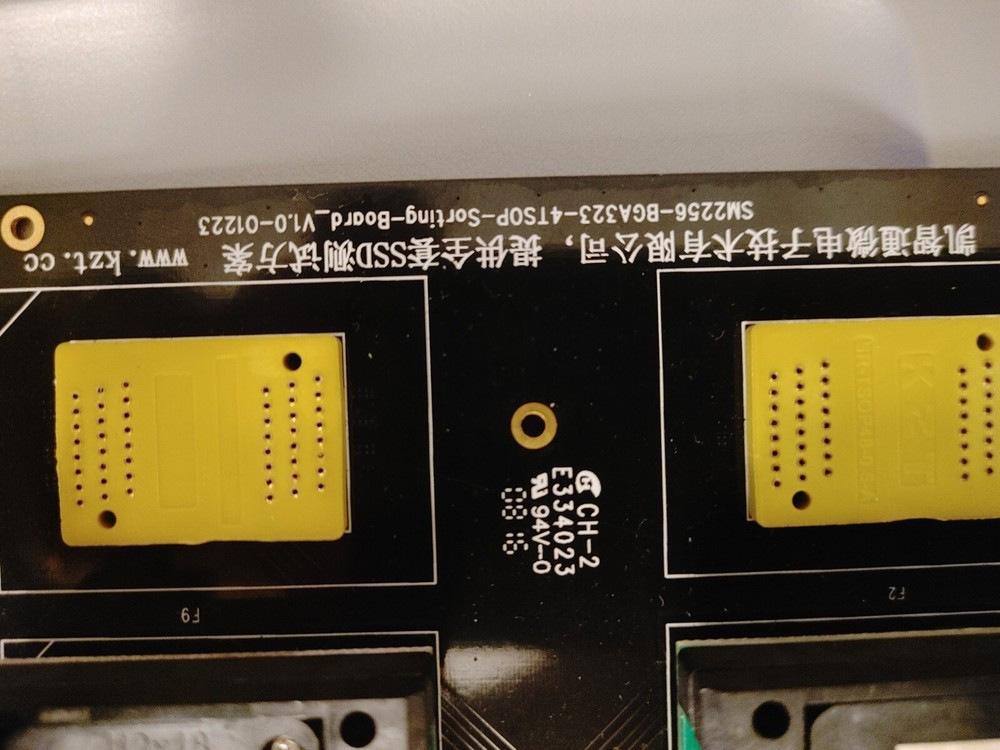 凯智通微电子技术有限公司，提供全套SSD测试方案 www.kzt.cc
SM2256-BGA323-4TSOP-Sorting-Board_V1.0-01223
CH-2
E334023
94V-0
F2
F9